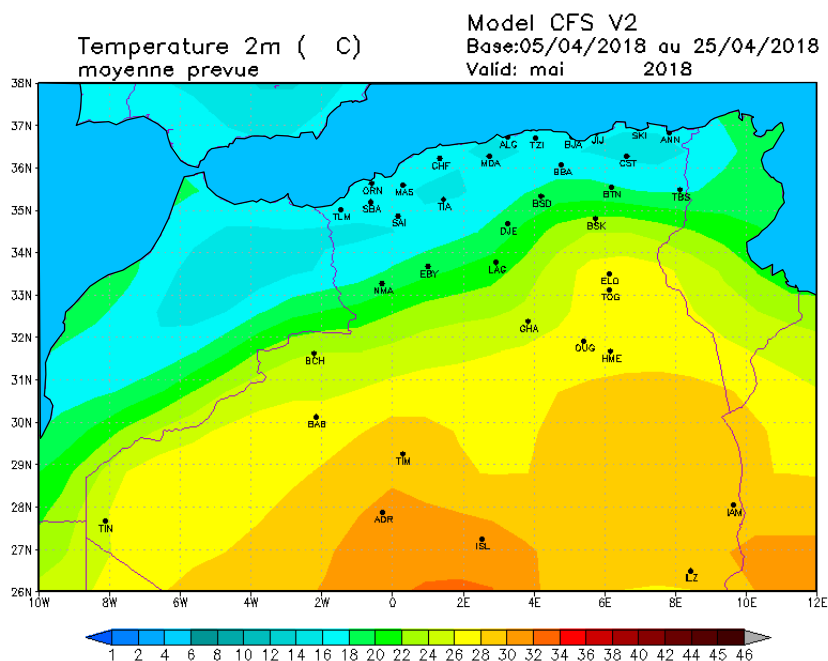 Model CFS V2
Temperature 2m (  C)
Base:05/04/2018 au 25/04/2018
moyenne prevue
Valid: mai 2018
38N
37N
SKI ANN
ALG TZI BJA JIJ
36N
CHF MDA BBA CST
ORN MAS
TIA BSD BTN TBS
35N
TLM SBA
SAI DJE BSK
34N
EBY LAG
ELO
33N
NMA TOG
32N
GHA
OUG
BCH HME
31N
30N
BAB
29N
TIM
28N
TIN ADR IAM
27N
ISL
ILZ
26N
10W 8W 6W 4W 2W 0 2E 4E 6E 8E 10E 12E
1 2 4 6 8 10 12 14 16 18 20 22 24 26 28 30 32 34 36 38 40 42 44 45 46